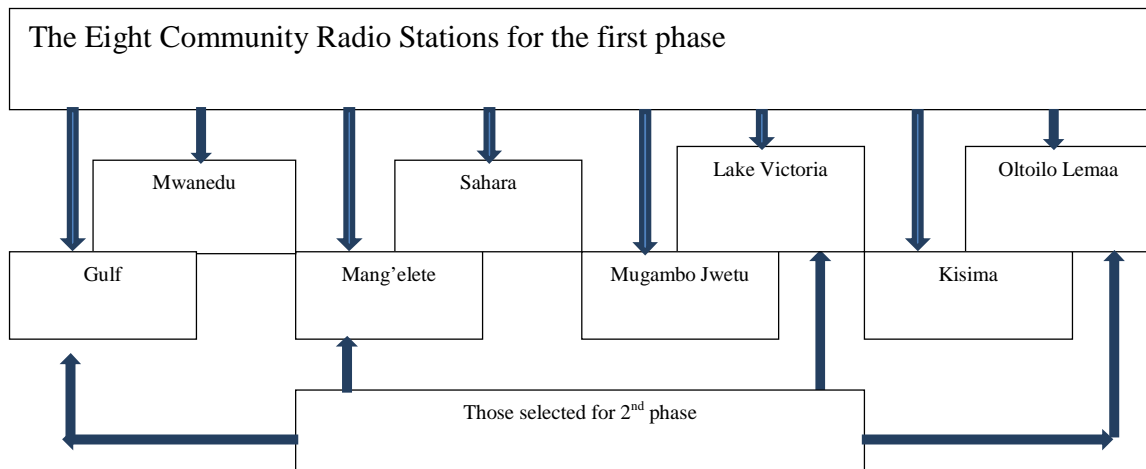 The Eight Community Radio Stations for the first phase
Mwanedu
Sahara
Lake Victoria
Oltoilo Lemaa
Gulf
Mang’elete
Mugambo Jwetu
Kisima
Those selected for 2nd phase